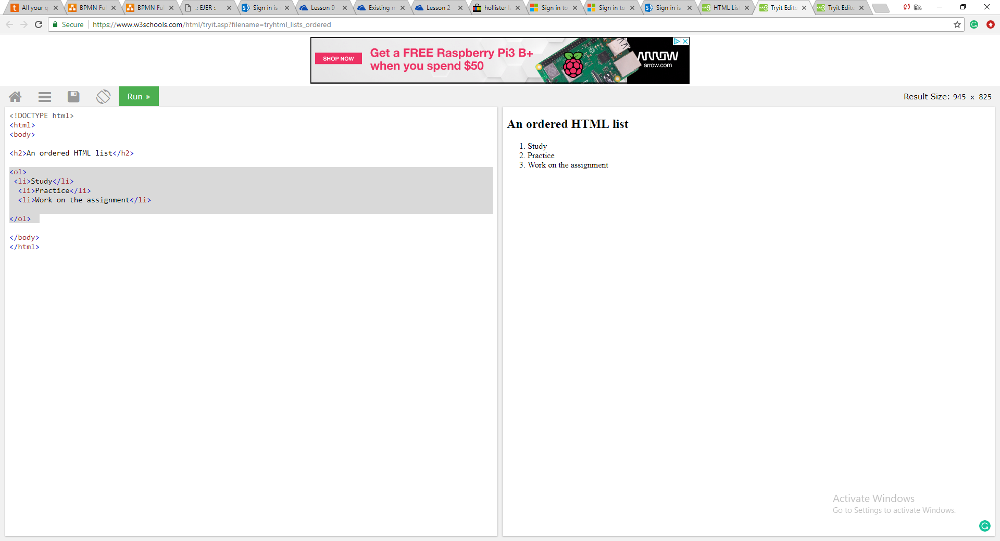 All your q
BPMN Ful
BPMN Ful
.: EJER :.
Sign in is
Lesson 9
Existing m
Lesson 2 -
hollister la
Sign in to
Sign in to
Sign in is
HTML List
Tryit Edito
Tryit Edito
Dr.
Secure
https://www.w3schools.com/html/tryit.asp?filename=tryhtml_lists_ordered
SHOP NOW
Get a FREE Raspberry Pi3 B+
when you spend $50
ARROW
arrow.com
Run »
Result Size: 945 x 825
<!DOCTYPE html>
<html>
<body>
<h2>An ordered HTML list</h2>
<ol>
<li>Study</li>
<li>Practice</li>
<li>Work on the assignment</li>
</ol>
</body>
</html>
An ordered HTML list
1. Study
2. Practice
3. Work on the assignment
Activate Windows
Go to Settings to activate Windows.